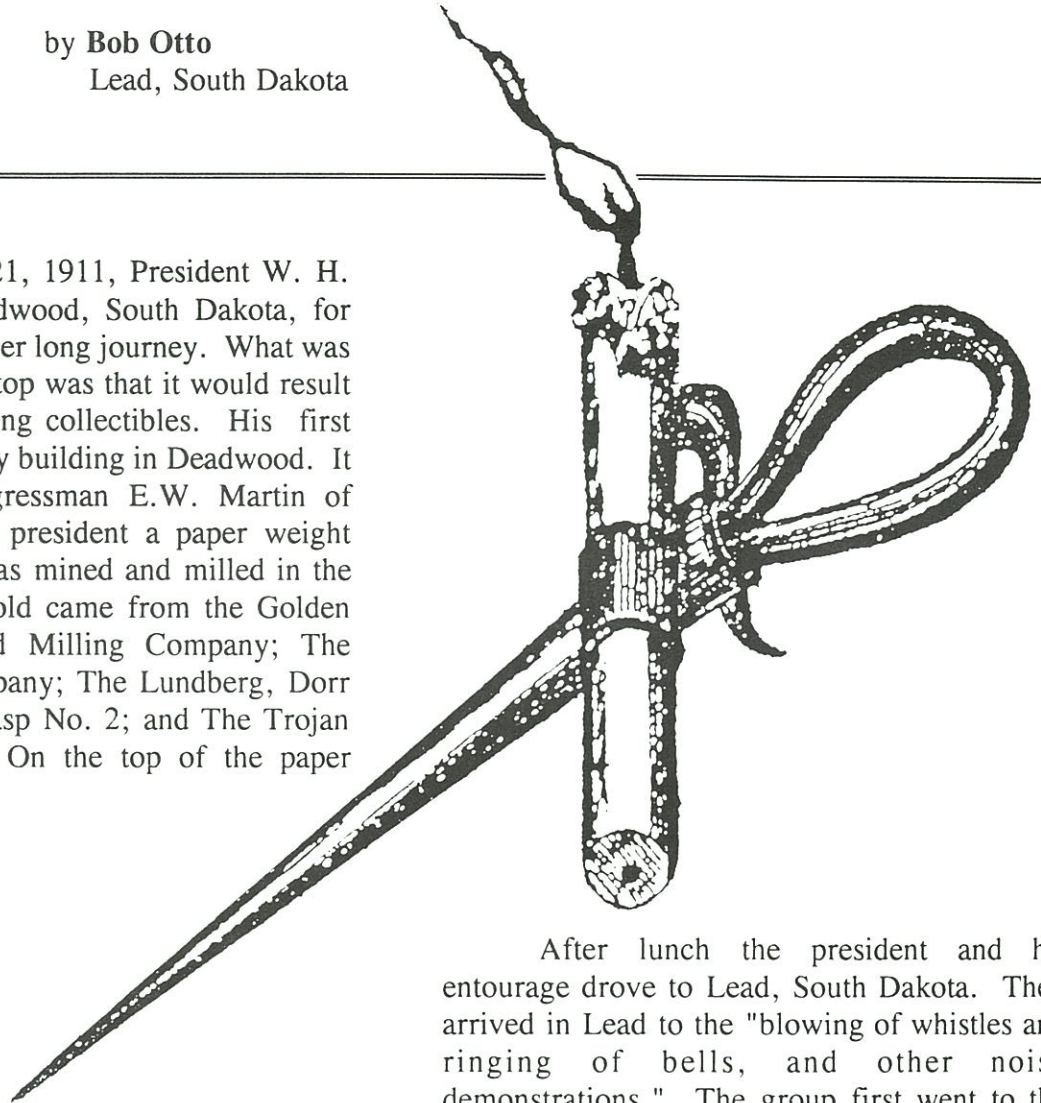 by Bob Otto
Lead, South Dakota
21, 1911, President W. H.
dwood, South Dakota, for
er long journey. What was
top was that it would result
ng collectibles. His first
y building in Deadwood. It
gressman E.W. Martin of
president a paper weight
as mined and milled in the
old came from the Golden
d Milling Company; The
pany; The Lundberg, Dorr
asp No. 2; and The Trojan
On the top of the paper
After lunch the president and h
entourage drove to Lead, South Dakota. The
arrived in Lead to the "blowing of whistles an
ringing of bells, and other nois
demonstrations." The group first went to th